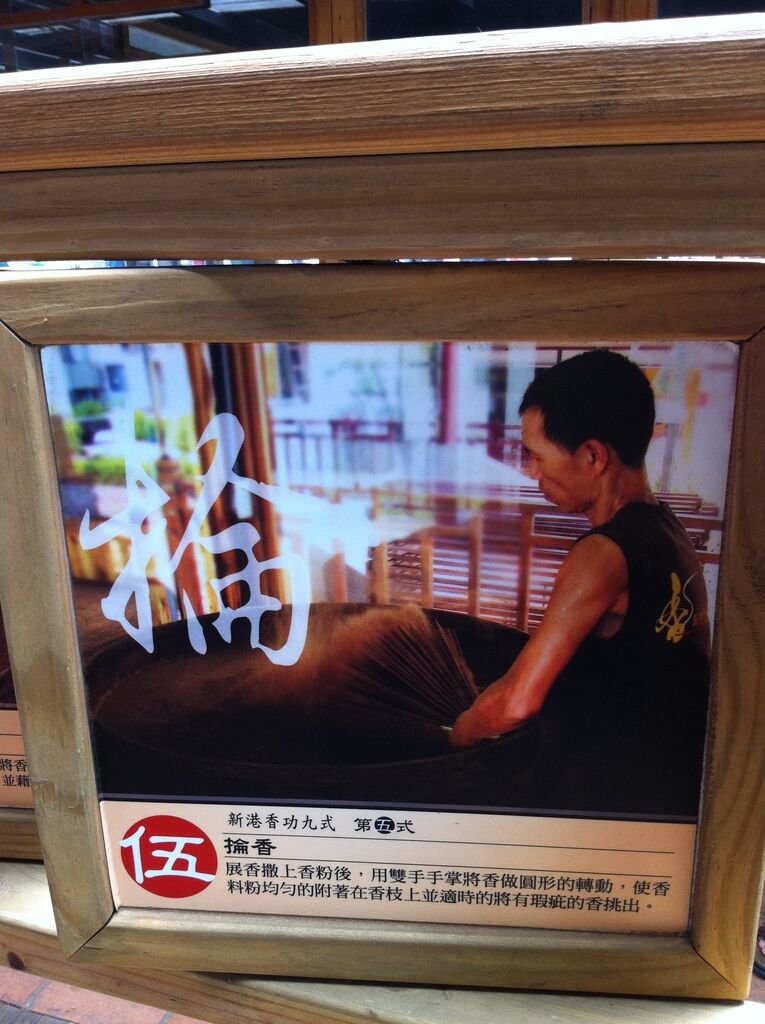 掄
新港香功九式 第五式
伍
掄香
展香撒上香粉後，用雙手手掌將香做圓形的轉動，使香
料粉均勻的附著在香枝上並適時的將有瑕疵的香挑出。
香
將香
並藉